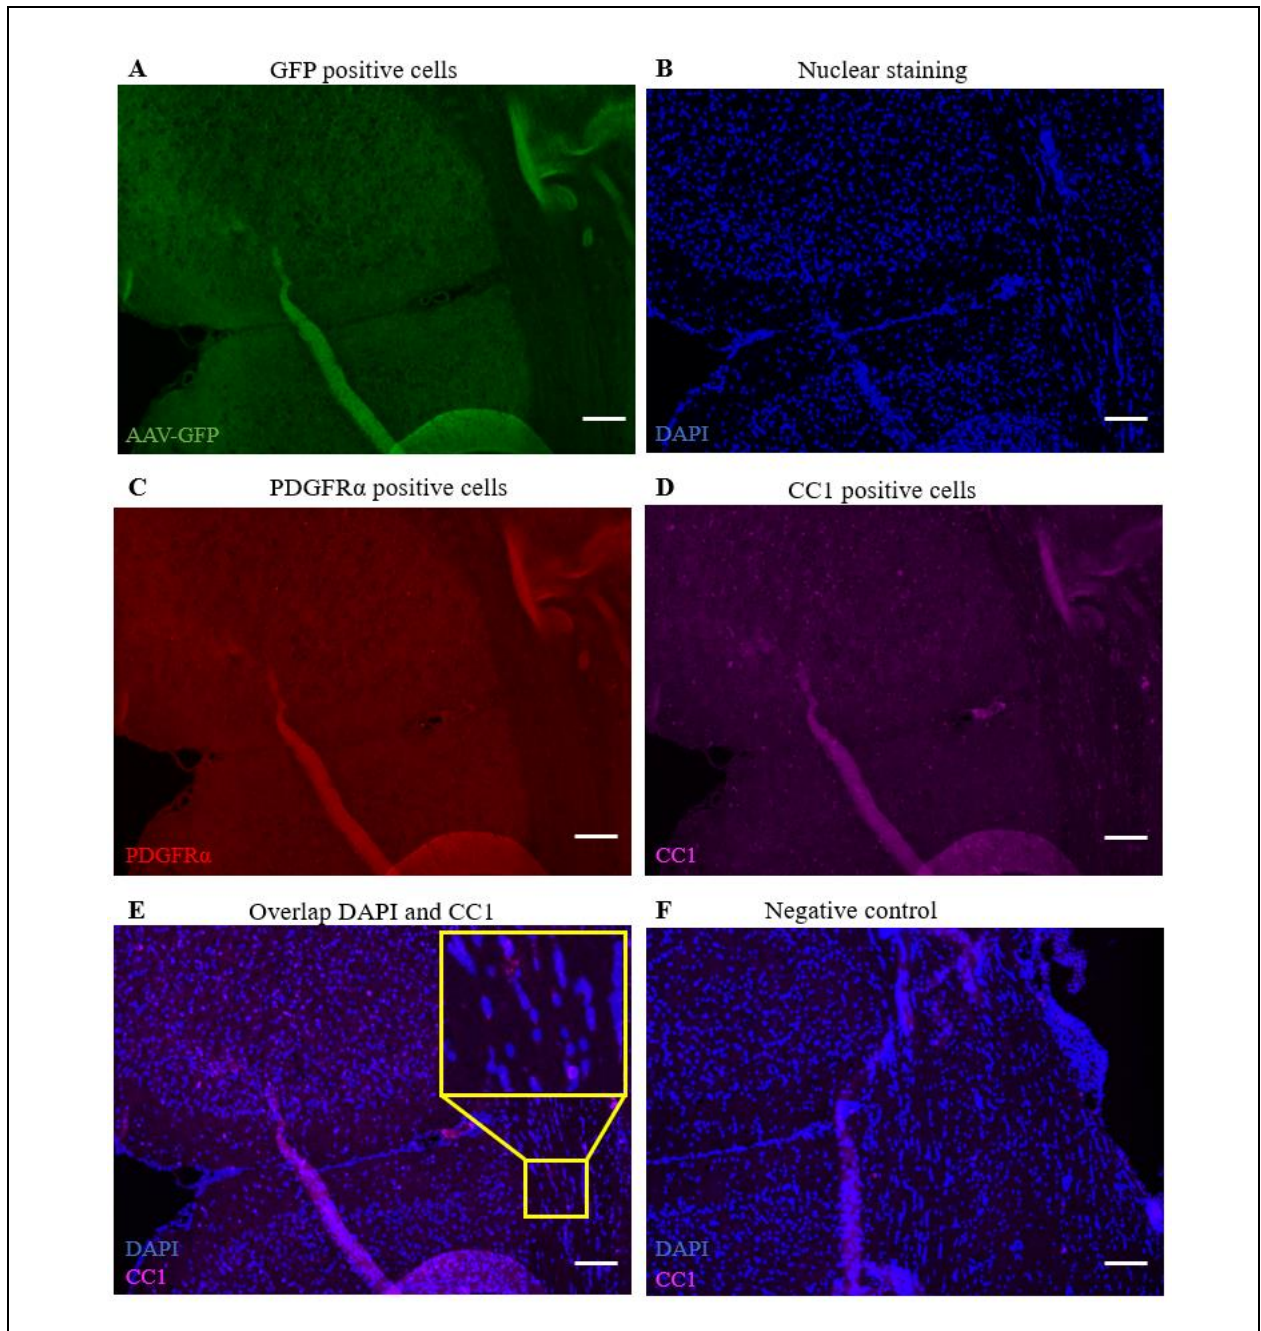 A GFP positive cells
B Nuclear staining
AAV-GFP
DAPI
C PDGFRα positive cells
D CC1 positive cells
PDGFRα
CC1
E Overlap DAPI and CC1
F Negative control
DAPI
CC1
DAPI
CC1